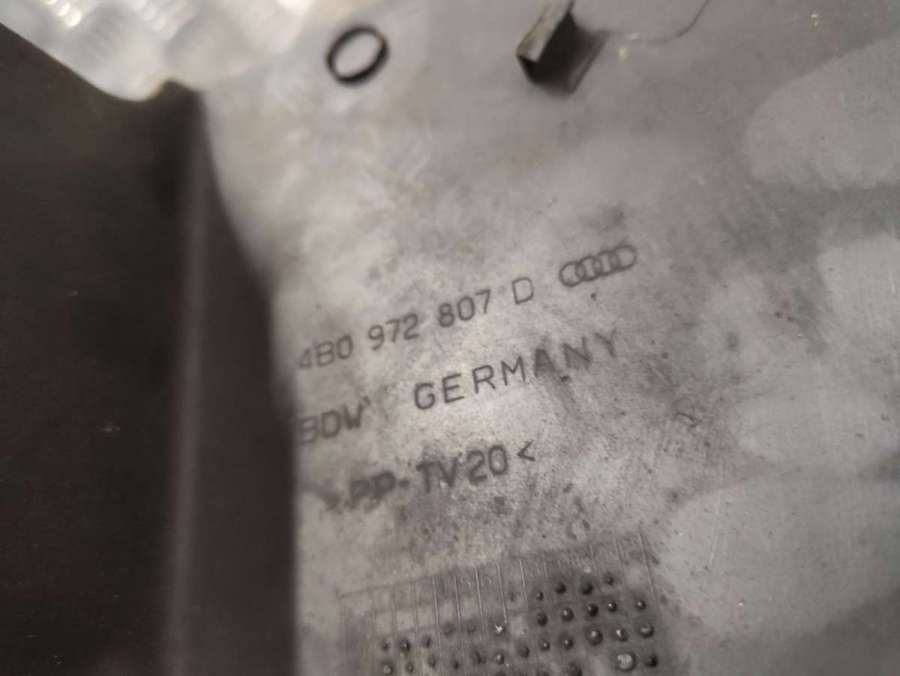 4B0 972 807 D
BDW GERMANY
>PP-TV20<